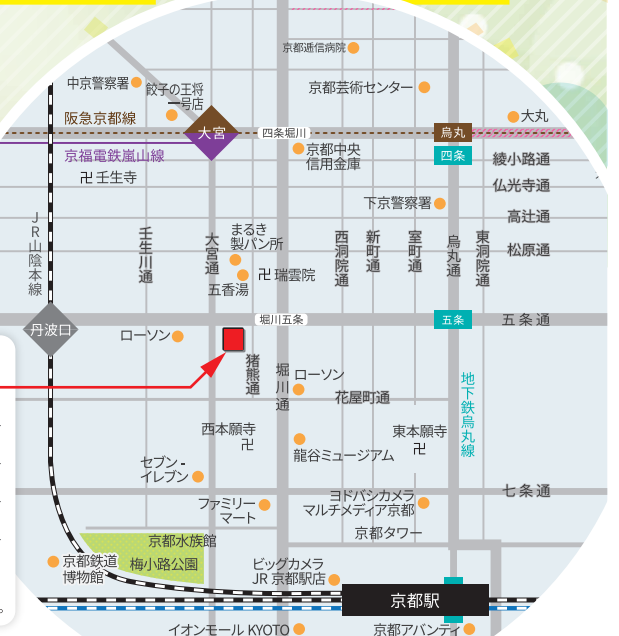 京都逓信病院
中京警察署
餃子の王将
一号店
京都芸術センター
阪急京都線
大宮
四条堀川
烏丸
大丸
四条
京福電鉄嵐山線
京都中央
信用金庫
綾小路通
卍 壬生寺
仏光寺通
下京警察署
高辻通
JR山陰本線
壬生川通
大宮通
まるき
製パン所
五香湯
卍 瑞雲院
西洞院通
新町通
室町通
烏丸通
東洞院通
松原通
丹波口
ローソン
堀川五条
五条
五条通
猪熊通
堀川通
ローソン
花屋町通
地下鉄烏丸線
西本願寺
卍
東本願寺
卍
龍谷ミュージアム
セブン-
イレブン
七条通
ファミリー
マート
ヨドバシカメラ
マルチメディア京都
京都水族館
京都タワー
京都鉄道
博物館
梅小路公園
ビッグカメラ
JR 京都駅店
京都駅
。
イオンモール KYOTO
京都アバンティ